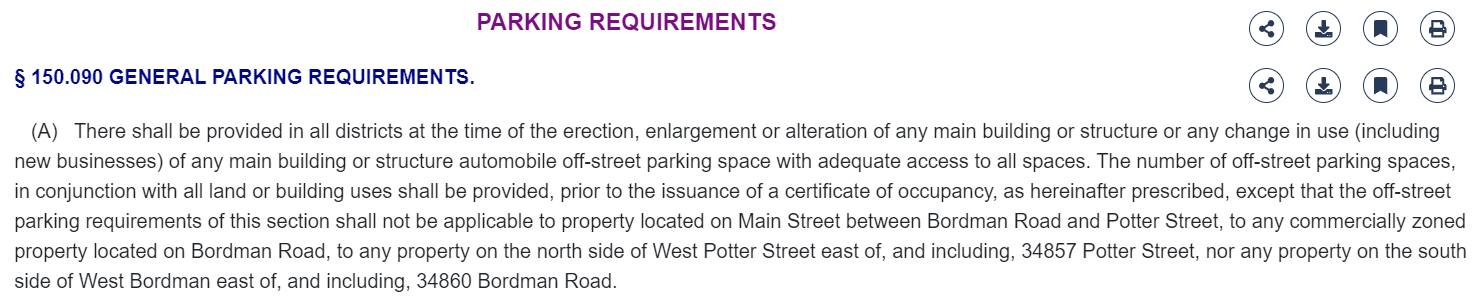 PARKING REQUIREMENTS
§ 150.090 GENERAL PARKING REQUIREMENTS.
(A) There shall be provided in all districts at the time of the erection, enlargement or alteration of any main building or structure or any change in use (including
new businesses) of any main building or structure automobile off-street parking space with adequate access to all spaces. The number of off-street parking spaces,
in conjunction with all land or building uses shall be provided, prior to the issuance of a certificate of occupancy, as hereinafter prescribed, except that the off-street
parking requirements of this section shall not be applicable to property located on Main Street between Bordman Road and Potter Street, to any commercially zoned
property located on Bordman Road, to any property on the north side of West Potter Street east of, and including, 34857 Potter Street, nor any property on the south
side of West Bordman east of, and including, 34860 Bordman Road.